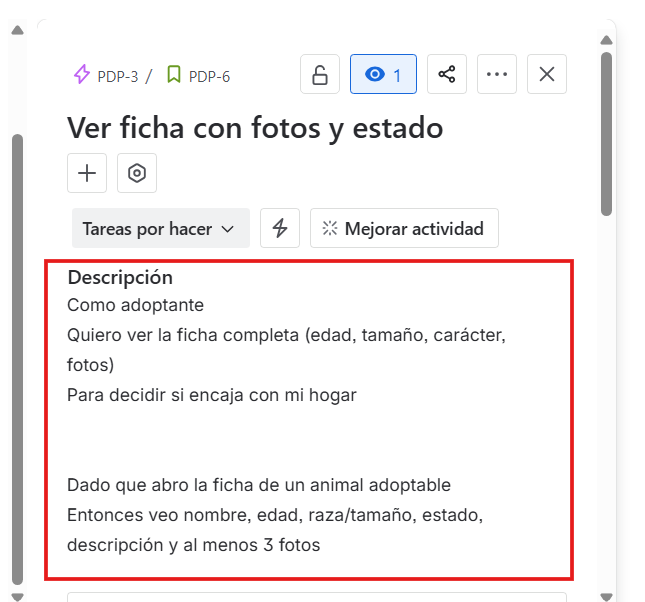 PDP-3 / PDP-6 1
Ver ficha con fotos y estado
Tareas por hacer Mejorar actividad
Descripción
Como adoptante
Quiero ver la ficha completa (edad, tamaño, carácter,
fotos)
Para decidir si encaja con mi hogar
Dado que abro la ficha de un animal adoptable
Entonces veo nombre, edad, raza/tamaño, estado,
descripción y al menos 3 fotos